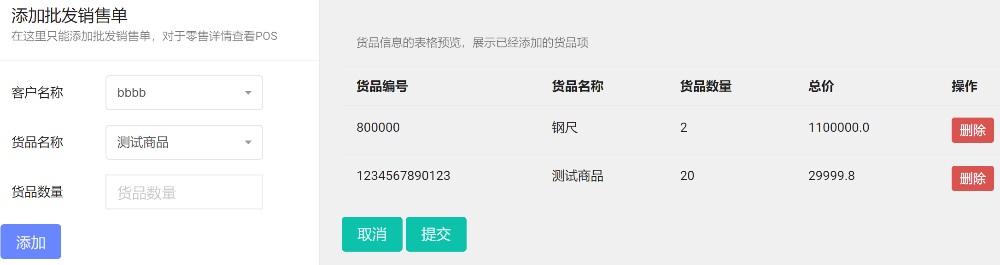 添加批发销售单
在这里只能添加批发销售单，对于零售详情查看POS
客户名称 bbbb
货品名称 测试商品
货品数量 货品数量
添加
货品信息的表格预览，展示已经添加的货品项
货品编号 货品名称 货品数量 总价 操作
800000 钢尺 2 1100000.0 删除
1234567890123 测试商品 20 29999.8 删除
取消 提交